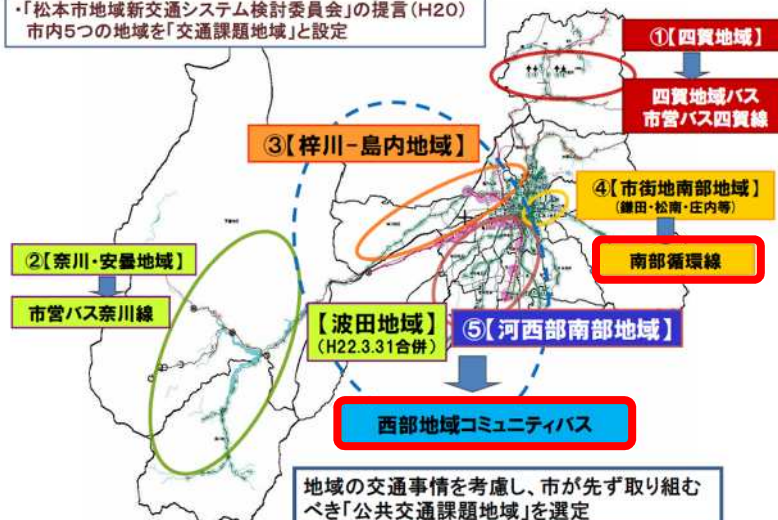 ・「松本市地域新交通システム検討委員会」の提言(H20)
市内5つの地域を「交通課題地域」と設定
①【四賀地域】
四賀地域バス
市営バス四賀線
③【梓川-島内地域】
④【市街地南部地域】
(鎌田・松南・庄内等)
南部循環線
②【奈川・安曇地域】
市営バス奈川線
【波田地域】
(H22.3.31合併)
⑤【河西部南部地域】
西部地域コミュニティバス
地域の交通事情を考慮し、市が先ず取り組む
べき「公共交通課題地域」を選定